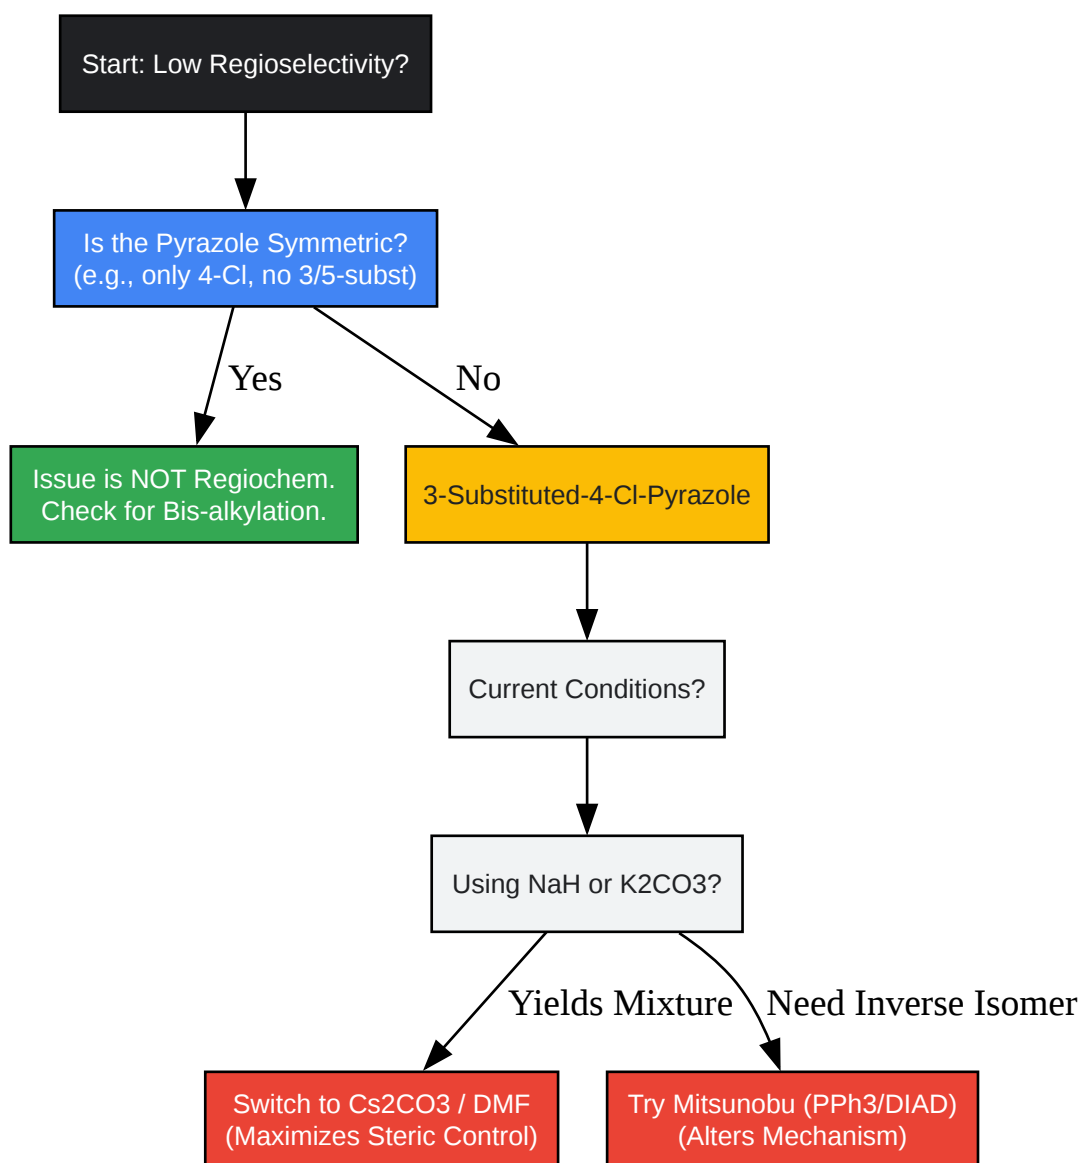 Start: Low Regioselectivity?
Is the Pyrazole Symmetric?
(e.g., only 4-Cl, no 3/5-subst)
Yes
No
Issue is NOT Regiochem.
Check for Bis-alkylation.
3-Substituted-4-Cl-Pyrazole
Current Conditions?
Using NaH or K2CO3?
Yields Mixture
Need Inverse Isomer
Switch to Cs2CO3 / DMF
(Maximizes Steric Control)
Try Mitsunobu (PPh3/DIAD)
(Alters Mechanism)